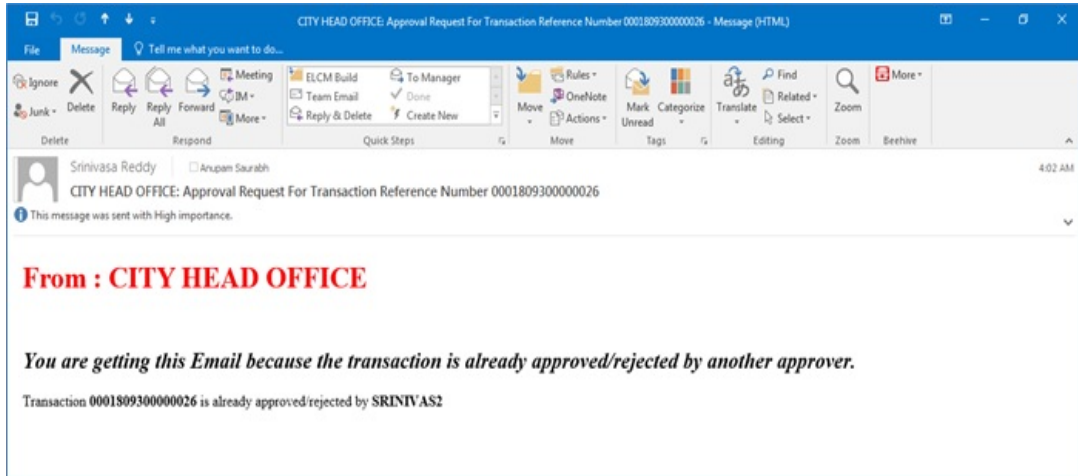 CITY HEAD OFFICE: Approval Request For Transaction Reference Number 0001809300000026 - Message (HTML)
File Message Tell me what you want to do...
Ignore Meeting ELCM Build To Manager Rules Find More
Junk Delete Reply Reply All Forward IM Team Email Done Move OneNote Mark Unread Categorize Translate Related Zoom
More Reply & Delete Create New Actions Select
Delete Respond Quick Steps Move Tags Editing Zoom Beehive
Srinivasa Reddy Anupam Saurabh 4:02 AM
CITY HEAD OFFICE: Approval Request For Transaction Reference Number 0001809300000026
This message was sent with High importance.
From : CITY HEAD OFFICE
You are getting this Email because the transaction is already approved/rejected by another approver.
Transaction 0001809300000026 is already approved/rejected by SRINIVAS2